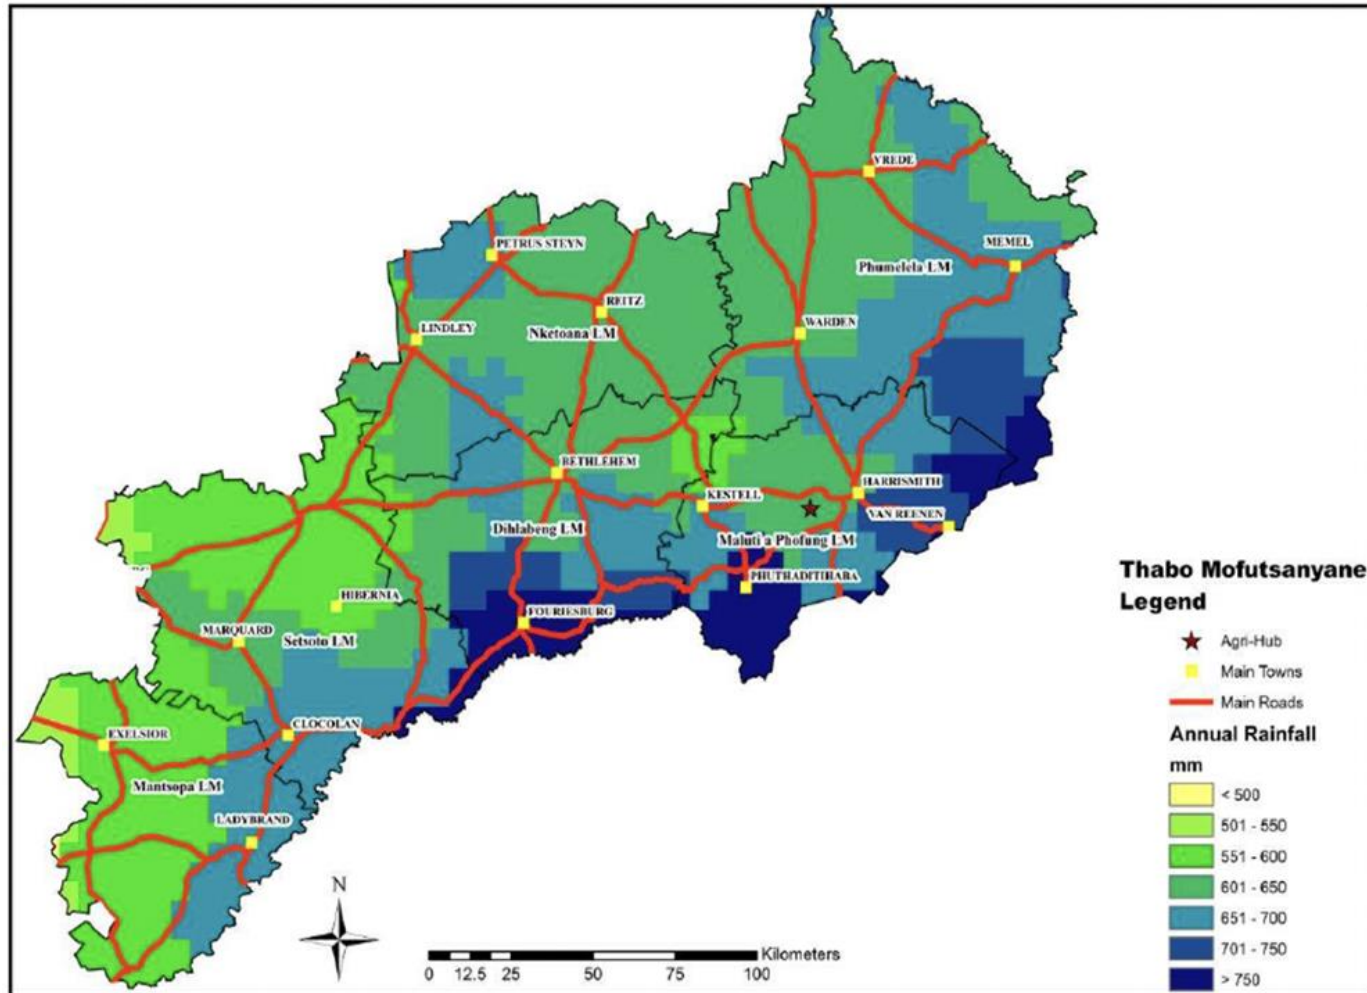 VREDE
MEMEL
PETRUS STEYN
Phumelela LM
REITZ
LINDLEY
Nketoana LM
WARDEN
BETHLEHEM
HARRISMITH
KESTELL
VAN REENEN
Dihlabeng LM
Maluti a Phofung LM
PHUTHADITJHABA
HIBERNIA
FOURIESBURG
MARQUARD
Setsoto LM
CLOCOLAN
EXELSIOR
Mantsopa LM
LADYBRAND
Thabo Mofutsanyane
Legend
Agri-Hub
Main Towns
Main Roads
Annual Rainfall
mm
< 500
501 - 550
551 - 600
601 - 650
651 - 700
701 - 750
> 750
N
Kilometers
0 12.5 25 50 75 100